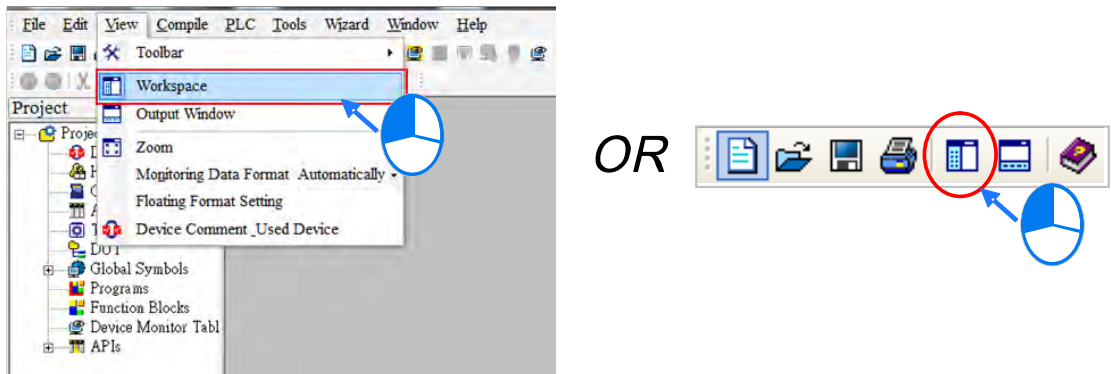 File Edit View Compile PLC Tools Wizard Window Help
Toolbar
Workspace
Project
Output Window
Zoom
Monitoring Data Format Automatically
Floating Format Setting
Device Comment _Used Device
DUT
Global Symbols
Programs
Function Blocks
Device Monitor Tabl
APIs
OR